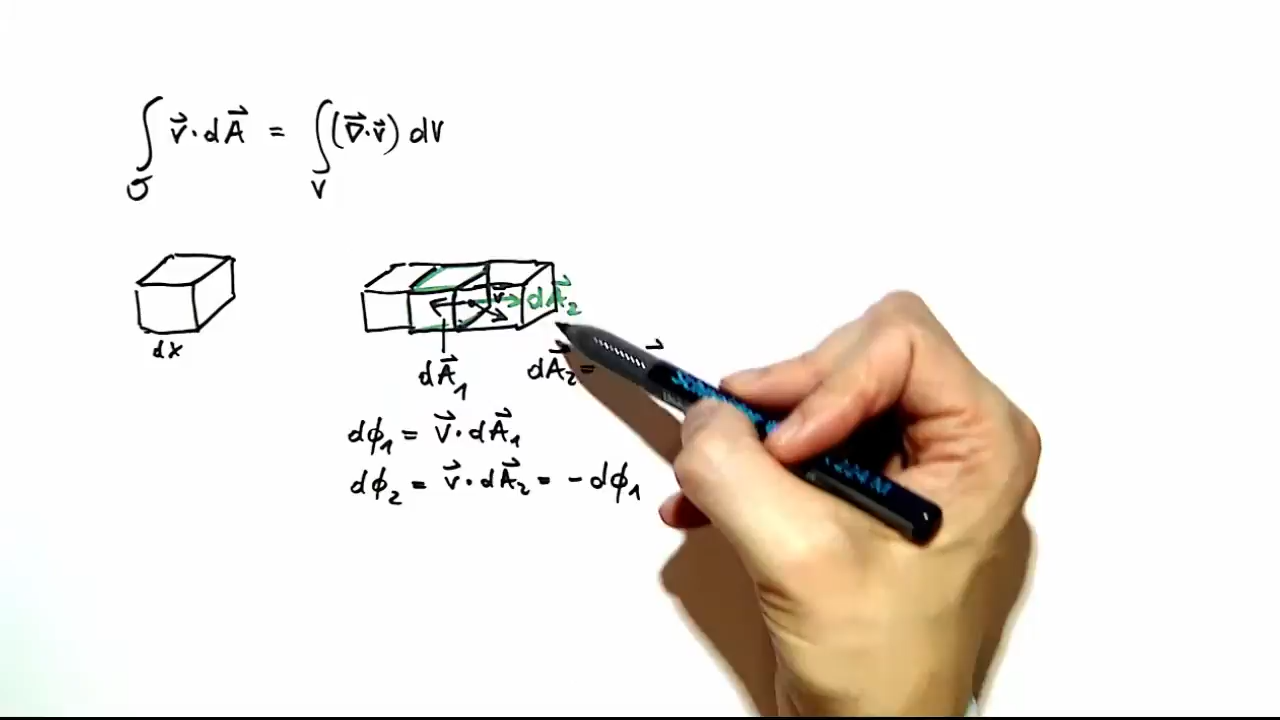 ∫ v⃗·dA⃗ = ∫ (∇⃗·v⃗) dV
σ V
v⃗ dA⃗₂
dx
dA⃗₁ dA⃗₂ =
dϕ₁ = v⃗·dA⃗₁
dϕ₂ = v⃗·dA⃗₂ = -dϕ₁